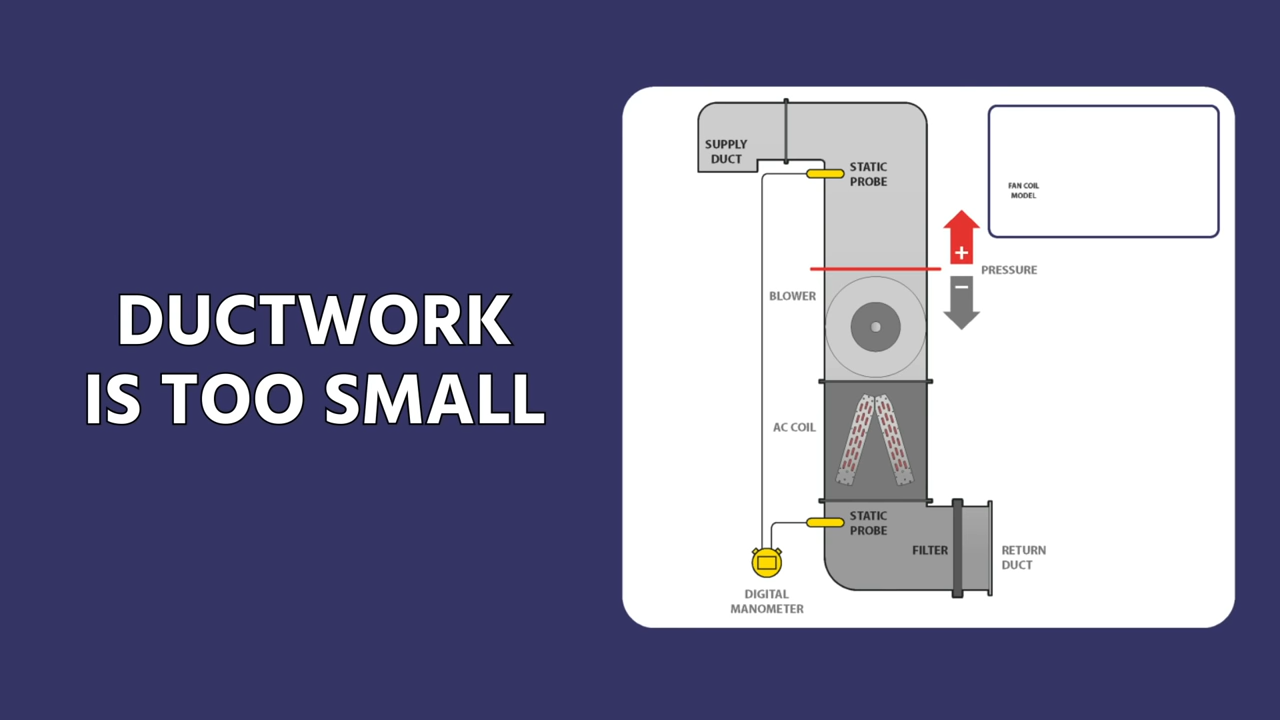 DUCTWORK
IS TOO SMALL
SUPPLY
DUCT
STATIC
PROBE
FAN COIL
MODEL
+
−
PRESSURE
BLOWER
AC COIL
STATIC
PROBE
FILTER
RETURN
DUCT
DIGITAL
MANOMETER